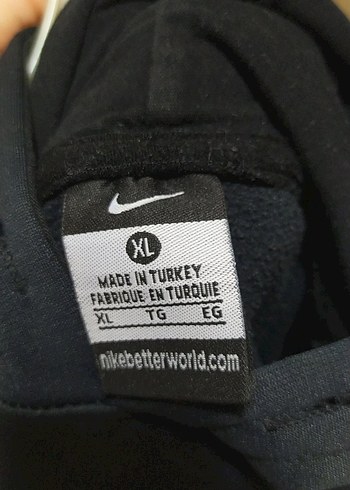 XL
MADE IN TURKEY
FABRIQUE EN TURQUIE
XL TG EG
nikebetterworld.com